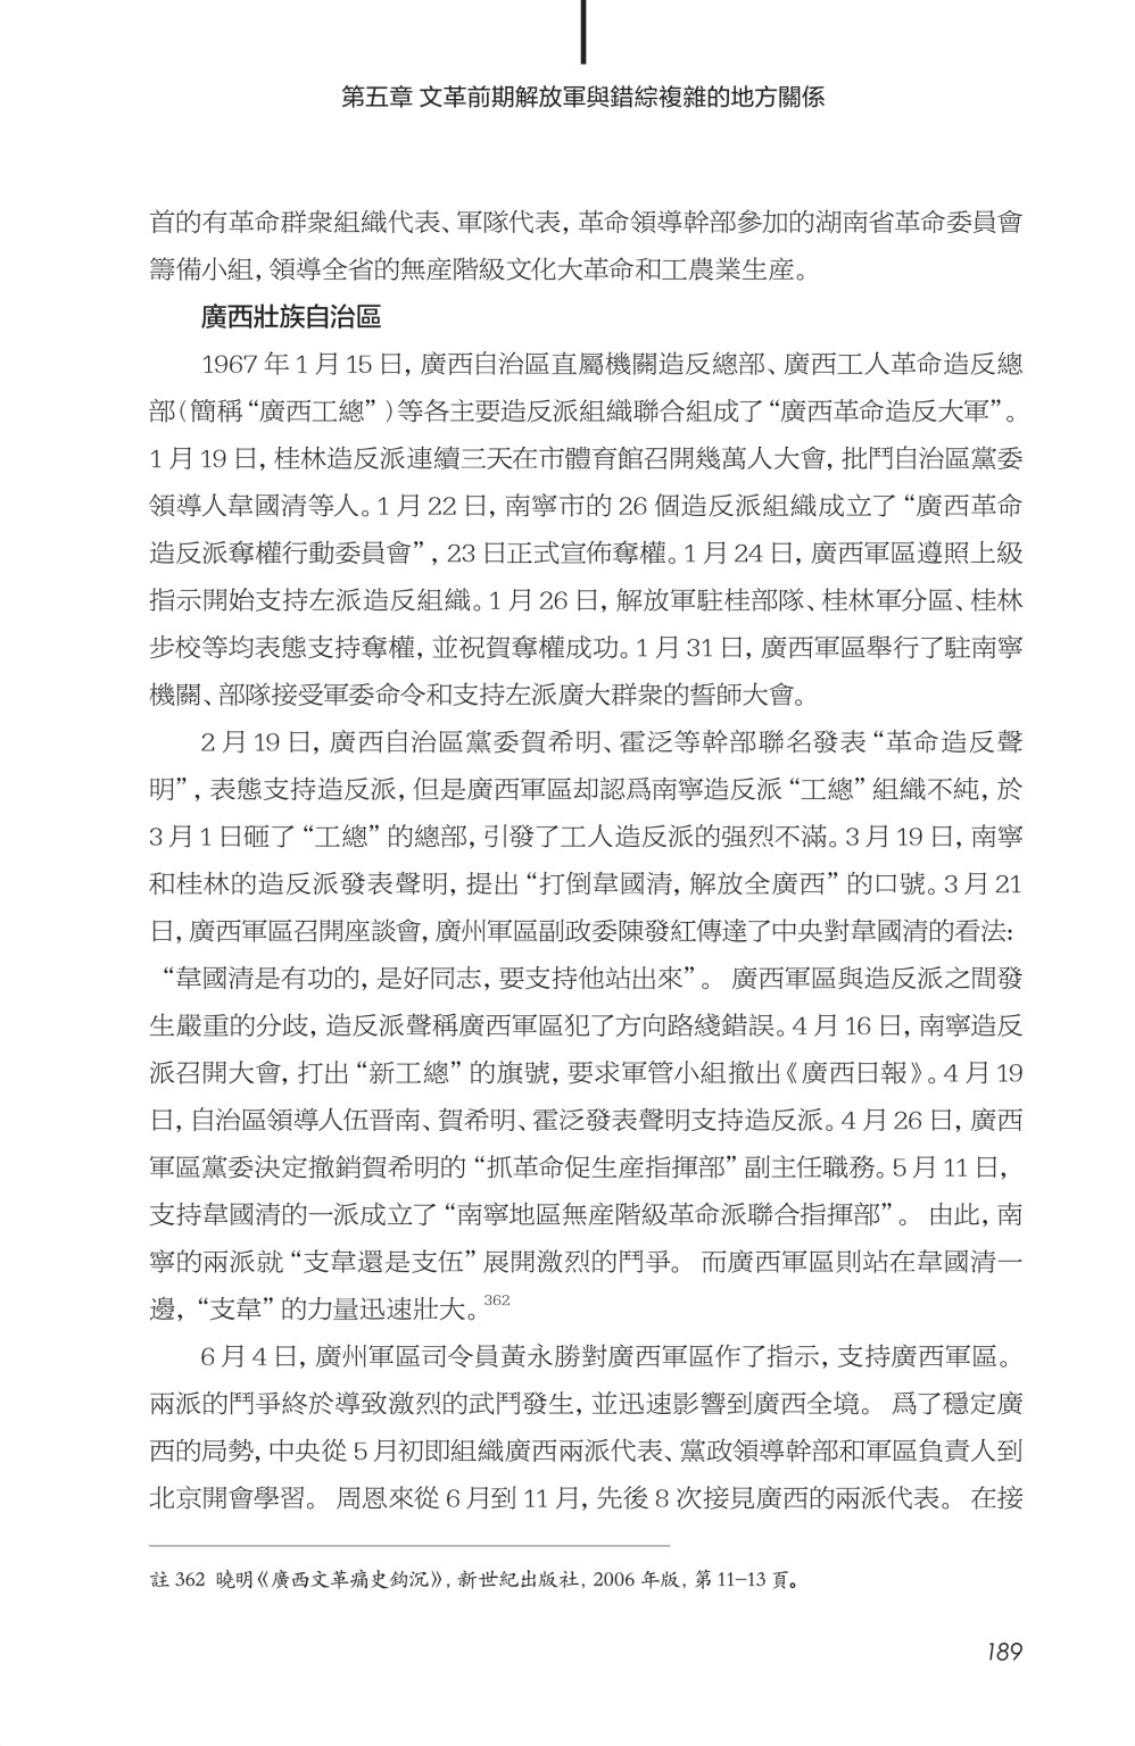 第五章 文革前期解放軍與錯綜複雜的地方關係
首的有革命群衆組織代表、軍隊代表, 革命領導幹部參加的湖南省革命委員會
籌備小組, 領導全省的無産階級文化大革命和工農業生産。
廣西壯族自治區
1967 年 1 月 15 日, 廣西自治區直屬機關造反總部、廣西工人革命造反總
部(簡稱“廣西工總”)等各主要造反派組織聯合組成了“廣西革命造反大軍”。
1 月 19 日, 桂林造反派連續三天在市體育館召開幾萬人大會, 批鬥自治區黨委
領導人韋國清等人。1 月 22 日, 南寧市的 26 個造反派組織成立了“廣西革命
造反派奪權行動委員會”, 23 日正式宣佈奪權。1 月 24 日, 廣西軍區遵照上級
指示開始支持左派造反組織。1 月 26 日, 解放軍駐桂部隊、桂林軍分區、桂林
步校等均表態支持奪權, 並祝賀奪權成功。1 月 31 日, 廣西軍區舉行了駐南寧
機關、部隊接受軍委命令和支持左派廣大群衆的誓師大會。
2 月 19 日, 廣西自治區黨委賀希明、霍泛等幹部聯名發表“革命造反聲
明”, 表態支持造反派, 但是廣西軍區却認爲南寧造反派“工總”組織不純, 於
3 月 1 日砸了“工總”的總部, 引發了工人造反派的强烈不滿。3 月 19 日, 南寧
和桂林的造反派發表聲明, 提出“打倒韋國清, 解放全廣西”的口號。3 月 21
日, 廣西軍區召開座談會, 廣州軍區副政委陳發紅傳達了中央對韋國清的看法:
“韋國清是有功的, 是好同志, 要支持他站出來”。 廣西軍區與造反派之間發
生嚴重的分歧, 造反派聲稱廣西軍區犯了方向路綫錯誤。4 月 16 日, 南寧造反
派召開大會, 打出“新工總”的旗號, 要求軍管小組撤出《廣西日報》。4 月 19
日, 自治區領導人伍晋南、賀希明、霍泛發表聲明支持造反派。4 月 26 日, 廣西
軍區黨委決定撤銷賀希明的“抓革命促生産指揮部”副主任職務。5 月 11 日,
支持韋國清的一派成立了“南寧地區無産階級革命派聯合指揮部”。 由此, 南
寧的兩派就“支韋還是支伍”展開激烈的鬥爭。 而廣西軍區則站在韋國清一
邊, “支韋”的力量迅速壯大。362
6 月 4 日, 廣州軍區司令員黃永勝對廣西軍區作了指示, 支持廣西軍區。
兩派的鬥爭終於導致激烈的武鬥發生, 並迅速影響到廣西全境。 爲了穩定廣
西的局勢, 中央從 5 月初即組織廣西兩派代表、黨政領導幹部和軍區負責人到
北京開會學習。 周恩來從 6 月到 11 月, 先後 8 次接見廣西的兩派代表。 在接
註 362 曉明《廣西文革痛史鈎沉》, 新世紀出版社, 2006 年版, 第 11–13 頁。
189